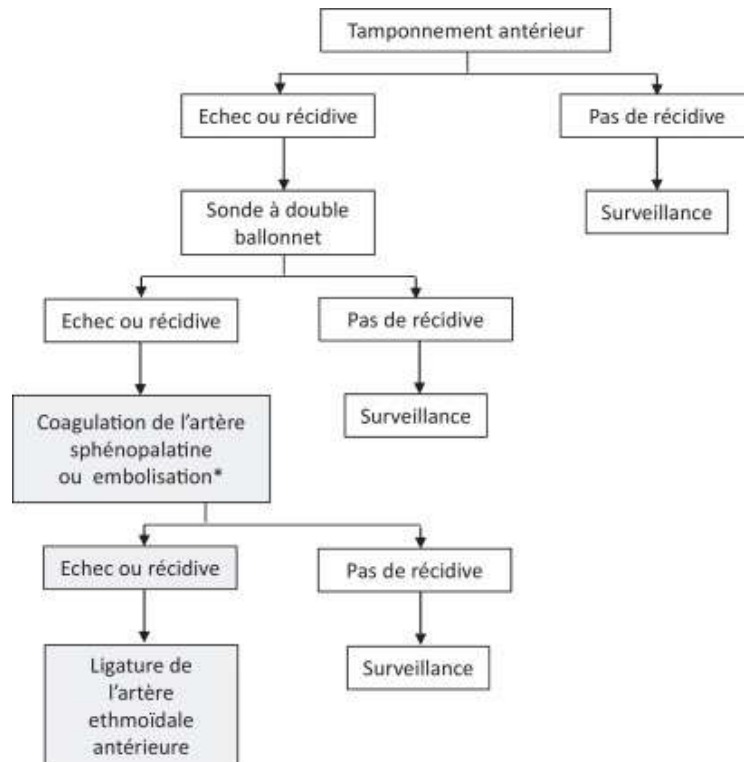 Tamponnement antérieur
Echec ou récidive
Pas de récidive
Sonde à double
ballonnet
Surveillance
Echec ou récidive
Pas de récidive
Coagulation de l’artère
sphénopalatine
ou embolisation*
Surveillance
Echec ou récidive
Pas de récidive
Ligature de
l’artère
ethmoïdale
antérieure
Surveillance